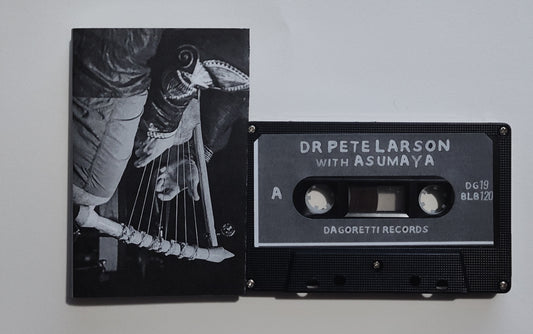 DR PETE LARSON
WITH ASUMAYA
A
DG19
BLB120
DAGORETTI RECORDS